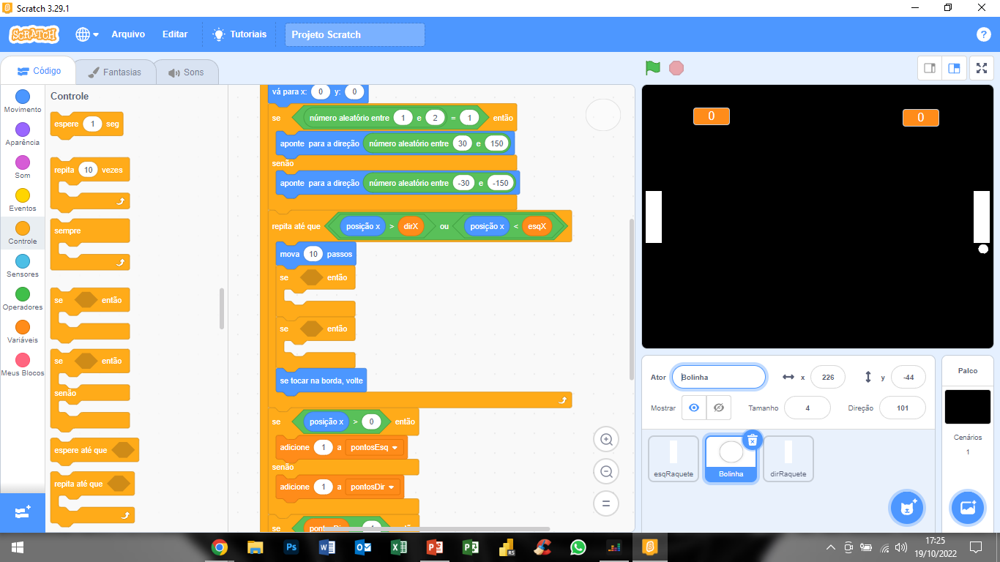 Scratch 3.29.1
SCRATCH
Arquivo
Editar
Tutoriais
Projeto Scratch
?
Código
Fantasias
Sons
Movimento
Aparência
Som
Eventos
Controle
Sensores
Operadores
Variáveis
Meus Blocos
Controle
espere 1 seg
repita 10 vezes
sempre
se então
se então
senão
espere até que
repita até que
vá para x: 0 y: 0
se número aleatório entre 1 e 2 = 1 então
aponte para a direção número aleatório entre 30 e 150
senão
aponte para a direção número aleatório entre -30 e -150
repita até que posição x > dirX ou posição x < esqX
mova 10 passos
se então
se então
se tocar na borda, volte
se posição x > 0 então
adicione 1 a pontosEsq
senão
adicione 1 a pontosDir
se
0
0
Ator Bolinha x 226 y -44
Mostrar Tamanho 4 Direção 101
esqRaquete
Bolinha
dirRaquete
Palco
Cenários
1
17:25
19/10/2022